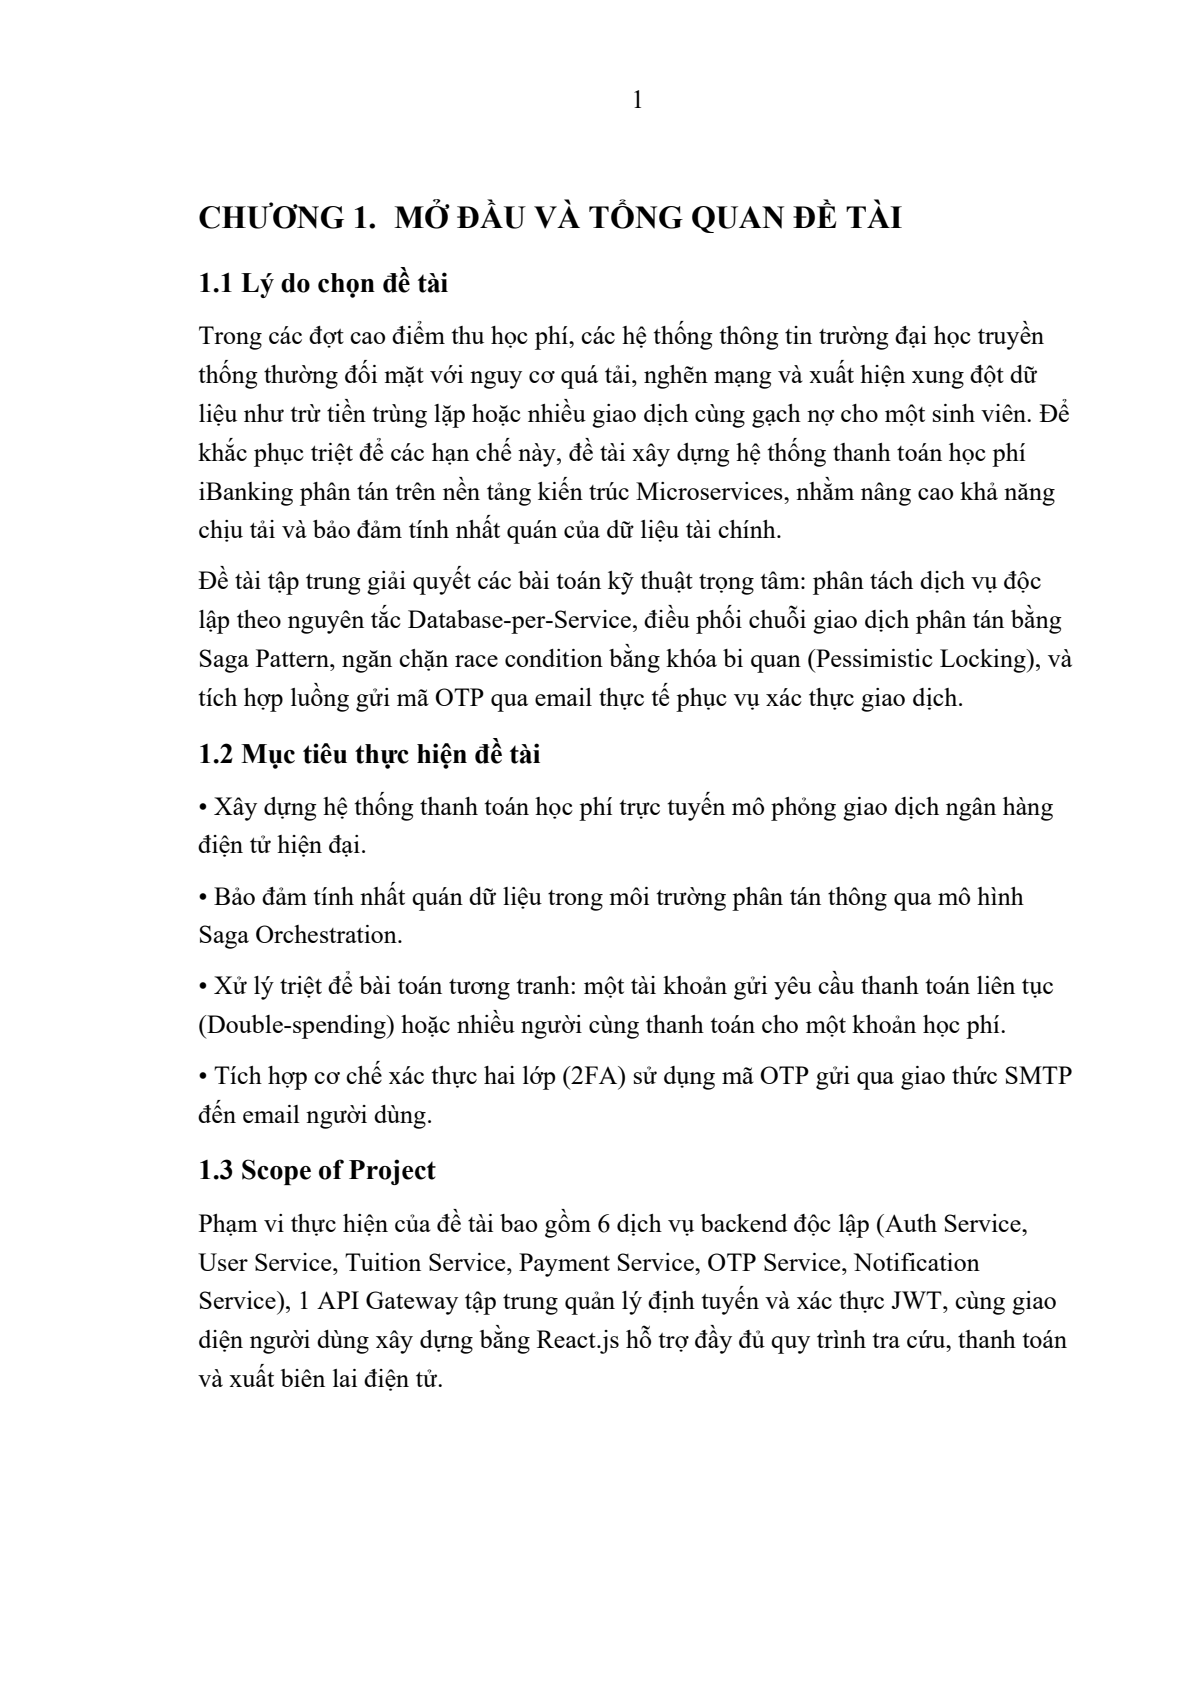 1
CHƯƠNG 1. MỞ ĐẦU VÀ TỔNG QUAN ĐỀ TÀI
1.1 Lý do chọn đề tài
Trong các đợt cao điểm thu học phí, các hệ thống thông tin trường đại học truyền
thống thường đối mặt với nguy cơ quá tải, nghẽn mạng và xuất hiện xung đột dữ
liệu như trừ tiền trùng lặp hoặc nhiều giao dịch cùng gạch nợ cho một sinh viên. Để
khắc phục triệt để các hạn chế này, đề tài xây dựng hệ thống thanh toán học phí
iBanking phân tán trên nền tảng kiến trúc Microservices, nhằm nâng cao khả năng
chịu tải và bảo đảm tính nhất quán của dữ liệu tài chính.
Đề tài tập trung giải quyết các bài toán kỹ thuật trọng tâm: phân tách dịch vụ độc
lập theo nguyên tắc Database-per-Service, điều phối chuỗi giao dịch phân tán bằng
Saga Pattern, ngăn chặn race condition bằng khóa bi quan (Pessimistic Locking), và
tích hợp luồng gửi mã OTP qua email thực tế phục vụ xác thực giao dịch.
1.2 Mục tiêu thực hiện đề tài
• Xây dựng hệ thống thanh toán học phí trực tuyến mô phỏng giao dịch ngân hàng
điện tử hiện đại.
• Bảo đảm tính nhất quán dữ liệu trong môi trường phân tán thông qua mô hình
Saga Orchestration.
• Xử lý triệt để bài toán tương tranh: một tài khoản gửi yêu cầu thanh toán liên tục
(Double-spending) hoặc nhiều người cùng thanh toán cho một khoản học phí.
• Tích hợp cơ chế xác thực hai lớp (2FA) sử dụng mã OTP gửi qua giao thức SMTP
đến email người dùng.
1.3 Scope of Project
Phạm vi thực hiện của đề tài bao gồm 6 dịch vụ backend độc lập (Auth Service,
User Service, Tuition Service, Payment Service, OTP Service, Notification
Service), 1 API Gateway tập trung quản lý định tuyến và xác thực JWT, cùng giao
diện người dùng xây dựng bằng React.js hỗ trợ đầy đủ quy trình tra cứu, thanh toán
và xuất biên lai điện tử.